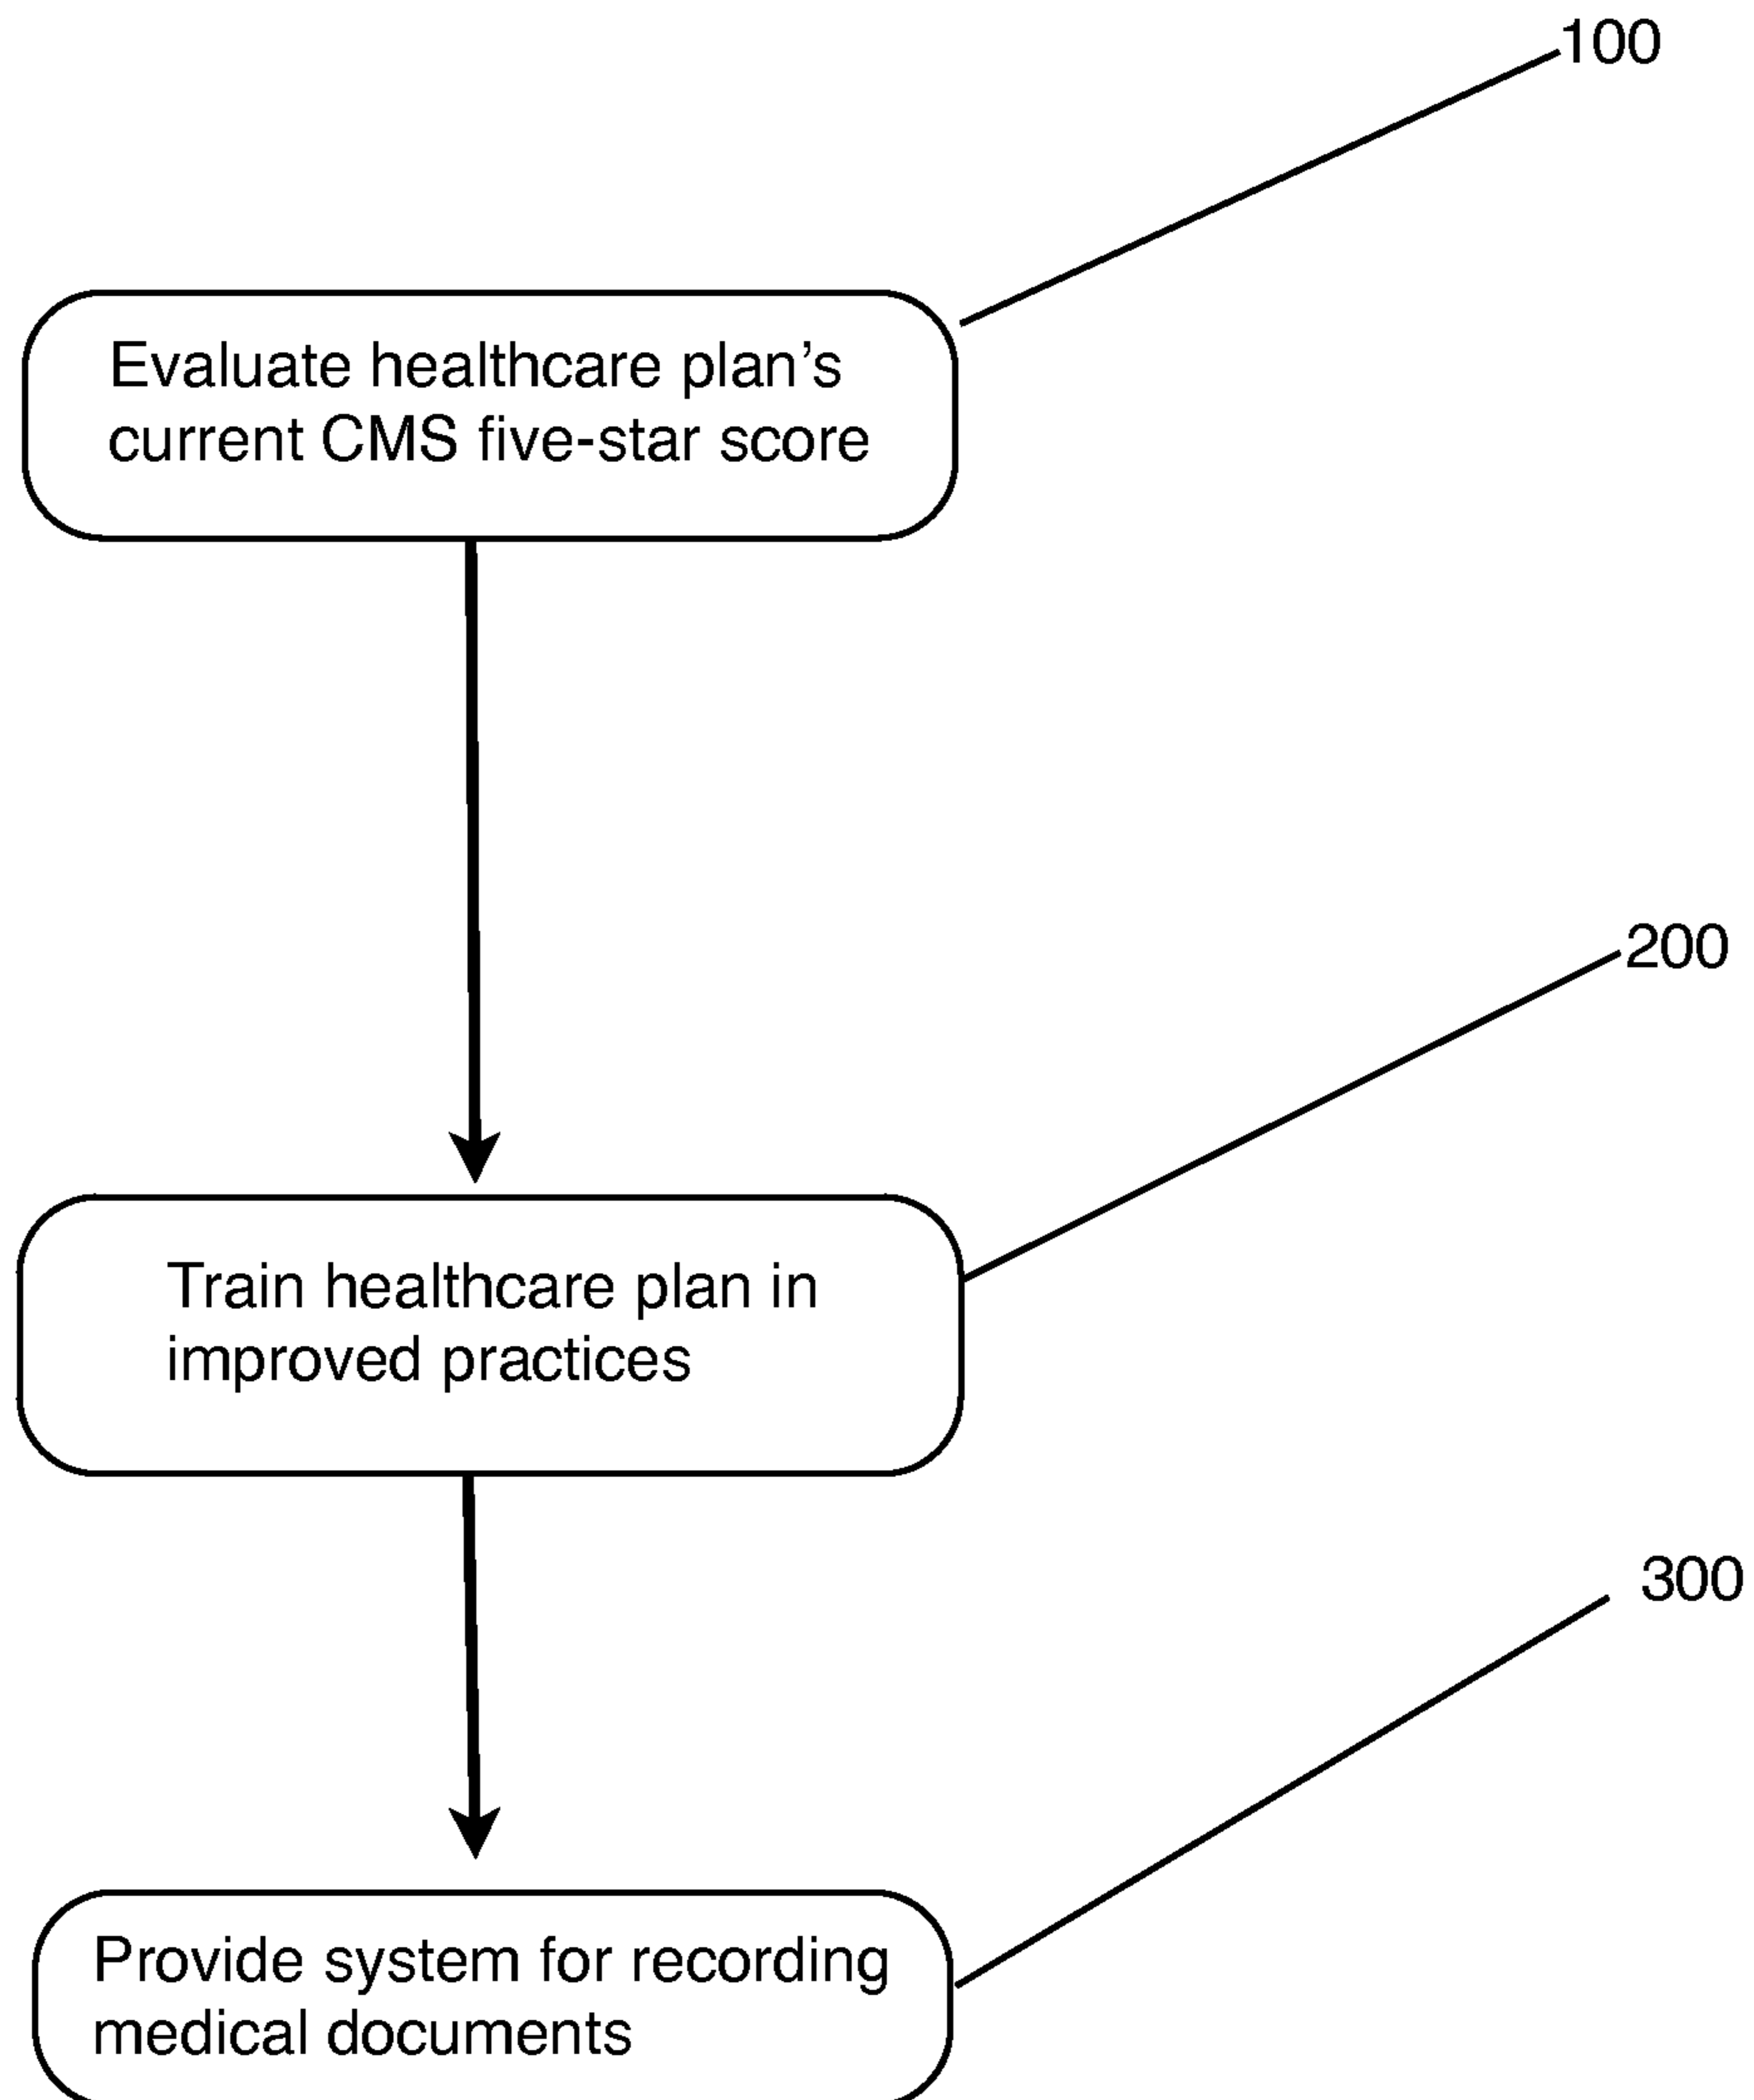 100
Evaluate healthcare plan’s
current CMS five-star score
200
Train healthcare plan in
improved practices
300
Provide system for recording
medical documents